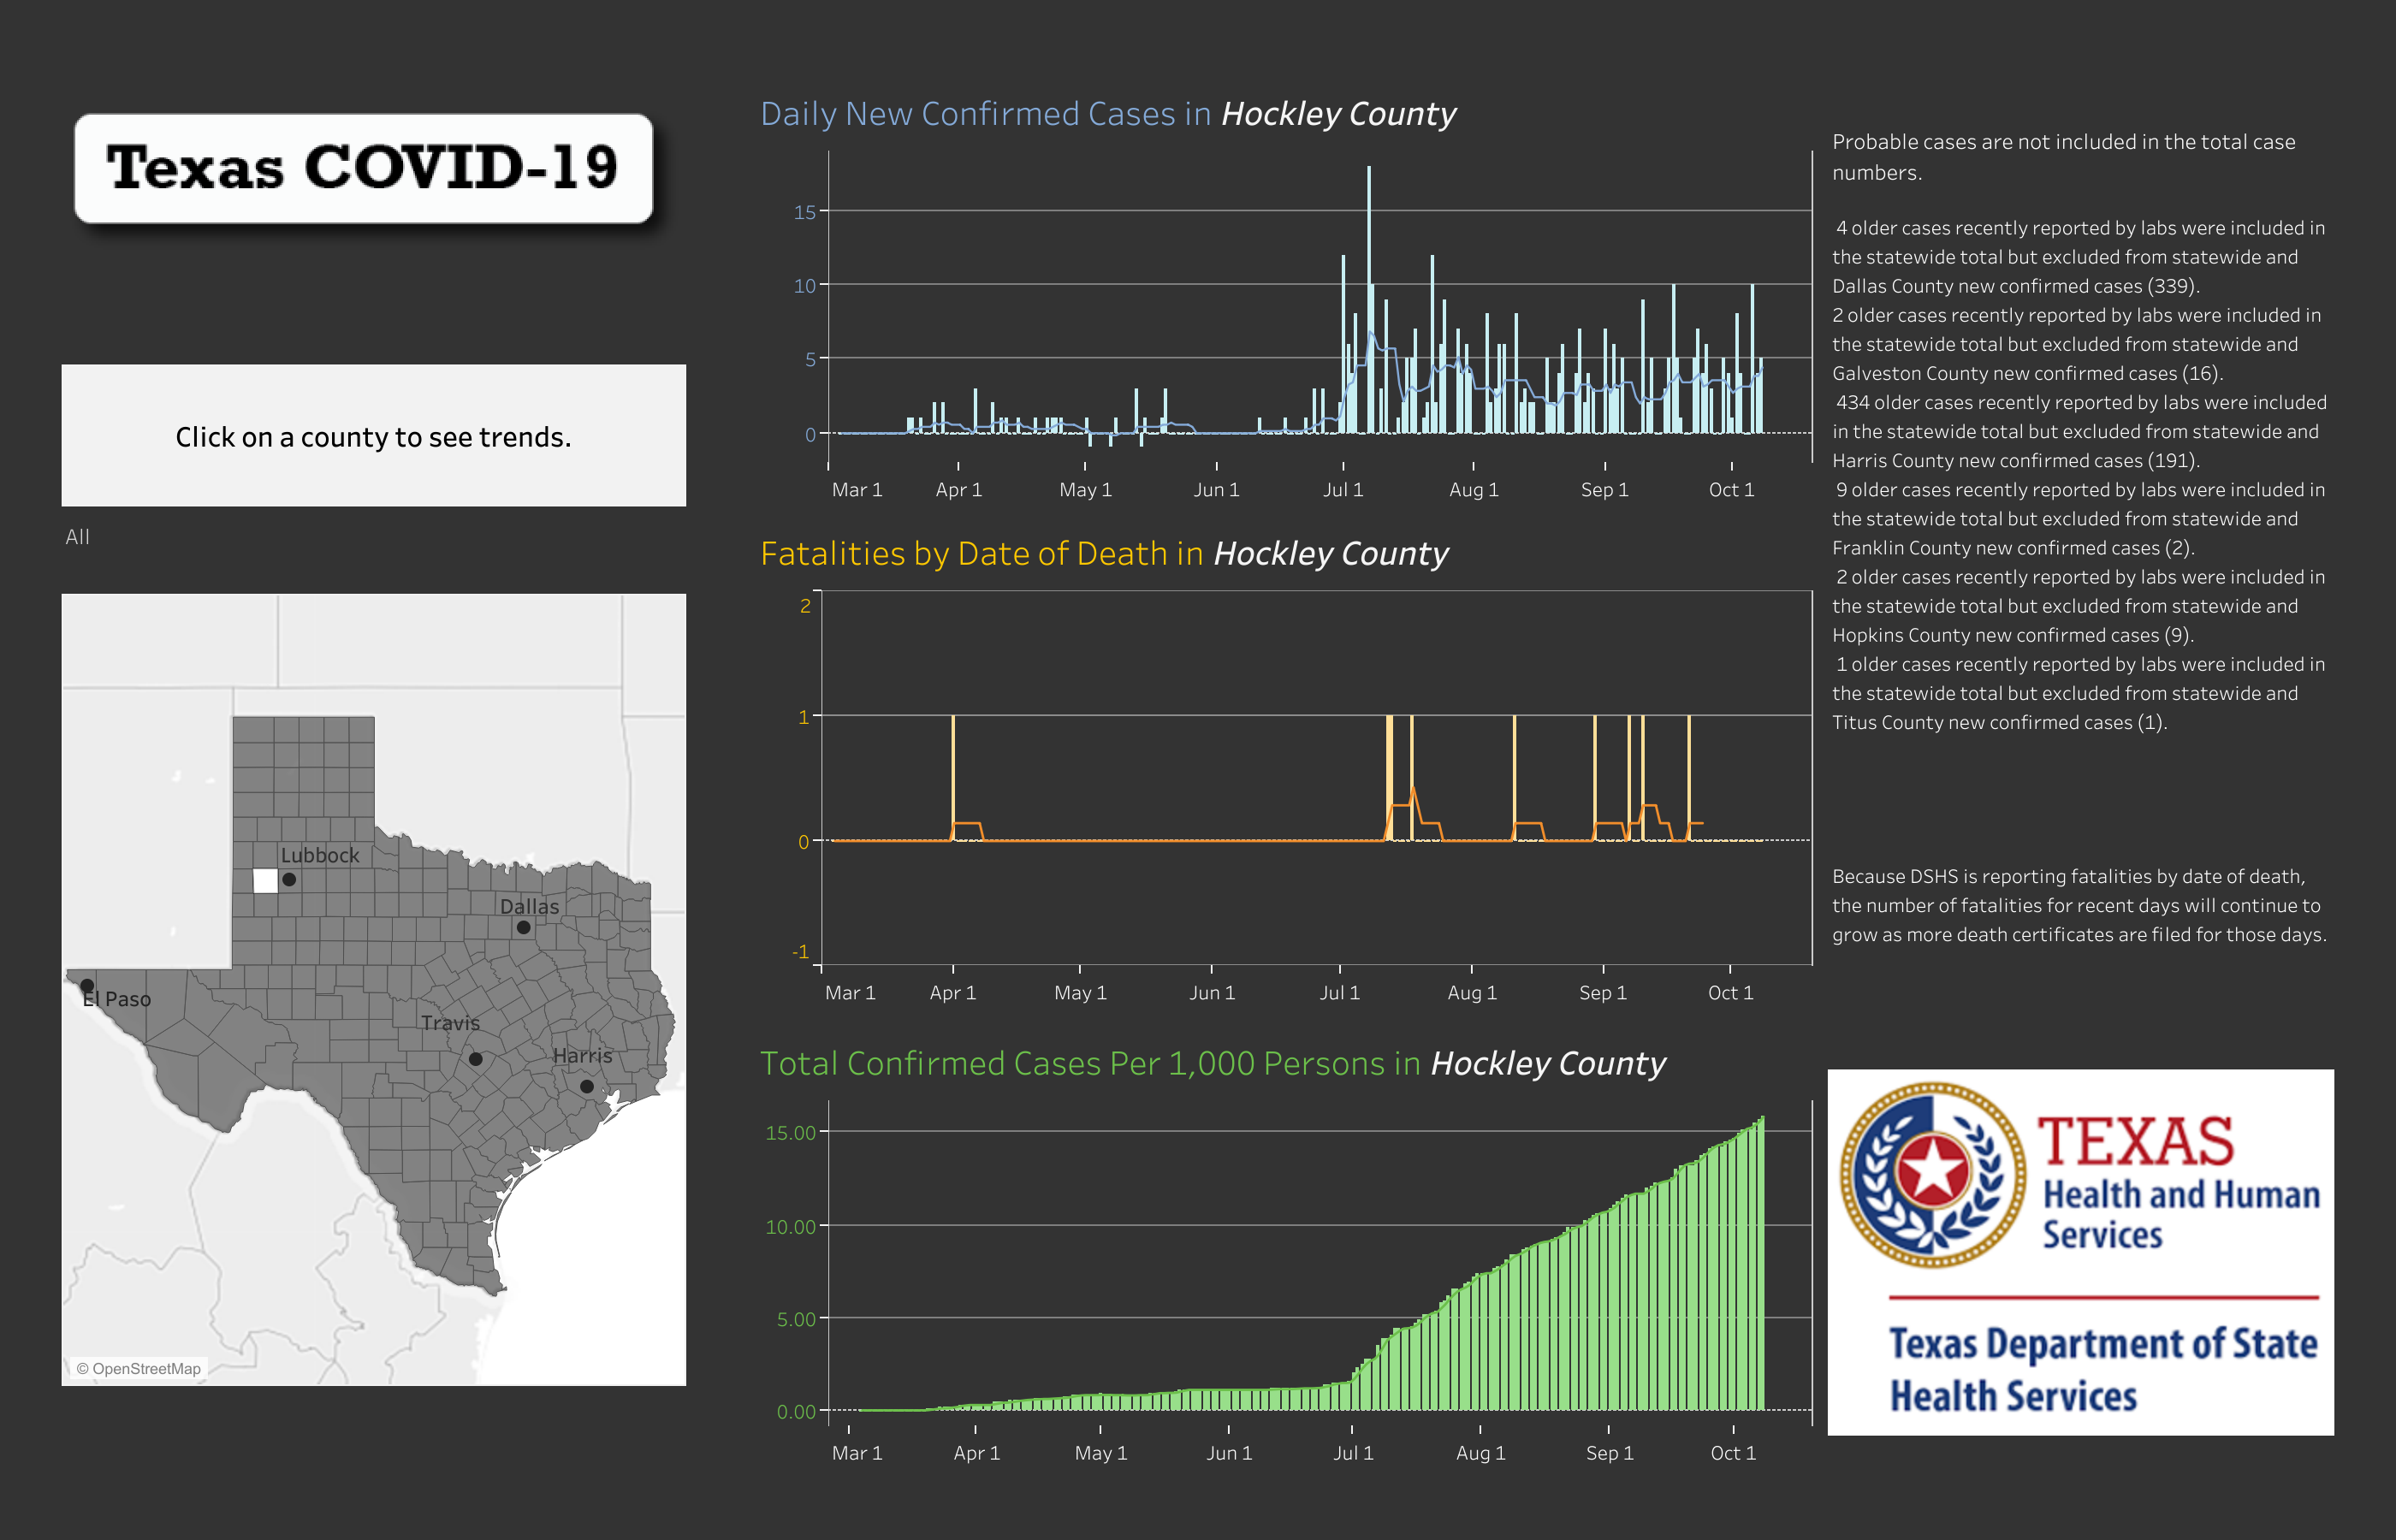 Texas COVID-19
Click on a county to see trends.
All
Lubbock
Dallas
El Paso
Travis
Harris
© OpenStreetMap
Daily New Confirmed Cases in Hockley County
15
10
5
0
Mar 1 Apr 1 May 1 Jun 1 Jul 1 Aug 1 Sep 1 Oct 1
Fatalities by Date of Death in Hockley County
2
1
0
-1
Mar 1 Apr 1 May 1 Jun 1 Jul 1 Aug 1 Sep 1 Oct 1
Total Confirmed Cases Per 1,000 Persons in Hockley County
15.00
10.00
5.00
0.00
Mar 1 Apr 1 May 1 Jun 1 Jul 1 Aug 1 Sep 1 Oct 1
Probable cases are not included in the total case
numbers.
4 older cases recently reported by labs were included in
the statewide total but excluded from statewide and
Dallas County new confirmed cases (339).
2 older cases recently reported by labs were included in
the statewide total but excluded from statewide and
Galveston County new confirmed cases (16).
434 older cases recently reported by labs were included
in the statewide total but excluded from statewide and
Harris County new confirmed cases (191).
9 older cases recently reported by labs were included in
the statewide total but excluded from statewide and
Franklin County new confirmed cases (2).
2 older cases recently reported by labs were included in
the statewide total but excluded from statewide and
Hopkins County new confirmed cases (9).
1 older cases recently reported by labs were included in
the statewide total but excluded from statewide and
Titus County new confirmed cases (1).
Because DSHS is reporting fatalities by date of death,
the number of fatalities for recent days will continue to
grow as more death certificates are filed for those days.
TEXAS
Health and Human
Services
Texas Department of State
Health Services